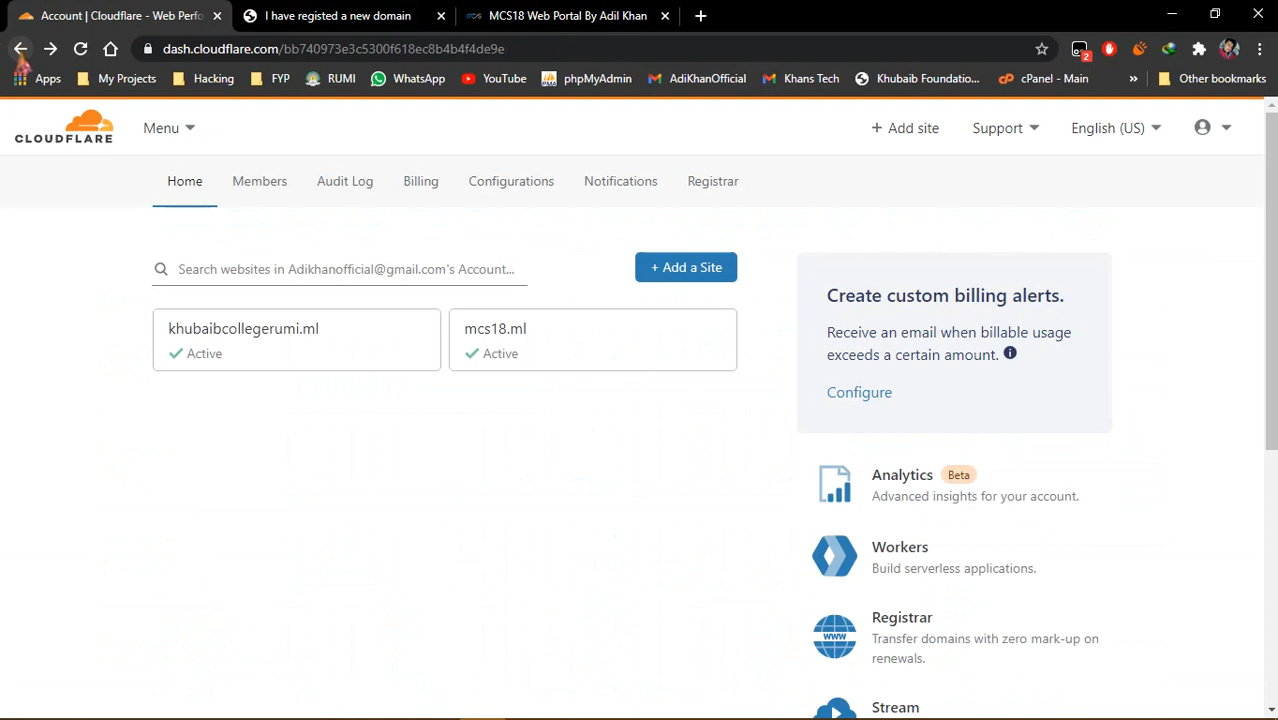 Account | Cloudflare - Web Perfo
I have registed a new domain
MCS18 Web Portal By Adil Khan
dash.cloudflare.com/bb740973e3c5300f618ec8b4b4f4de9e
2
Apps
My Projects
Hacking
FYP
RUMI
WhatsApp
YouTube
phpMyAdmin
AdiKhanOfficial
Khans Tech
Khubaib Foundatio...
cPanel - Main
»
Other bookmarks
CLOUDFLARE
Menu
+ Add site
Support
English (US)
Home
Members
Audit Log
Billing
Configurations
Notifications
Registrar
Search websites in Adikhanofficial@gmail.com's Account...
+ Add a Site
khubaibcollegerumi.ml
Active
mcs18.ml
Active
Create custom billing alerts.
Receive an email when billable usage
exceeds a certain amount.
Configure
Analytics Beta
Advanced insights for your account.
Workers
Build serverless applications.
WWW
Registrar
Transfer domains with zero mark-up on
renewals.
Stream